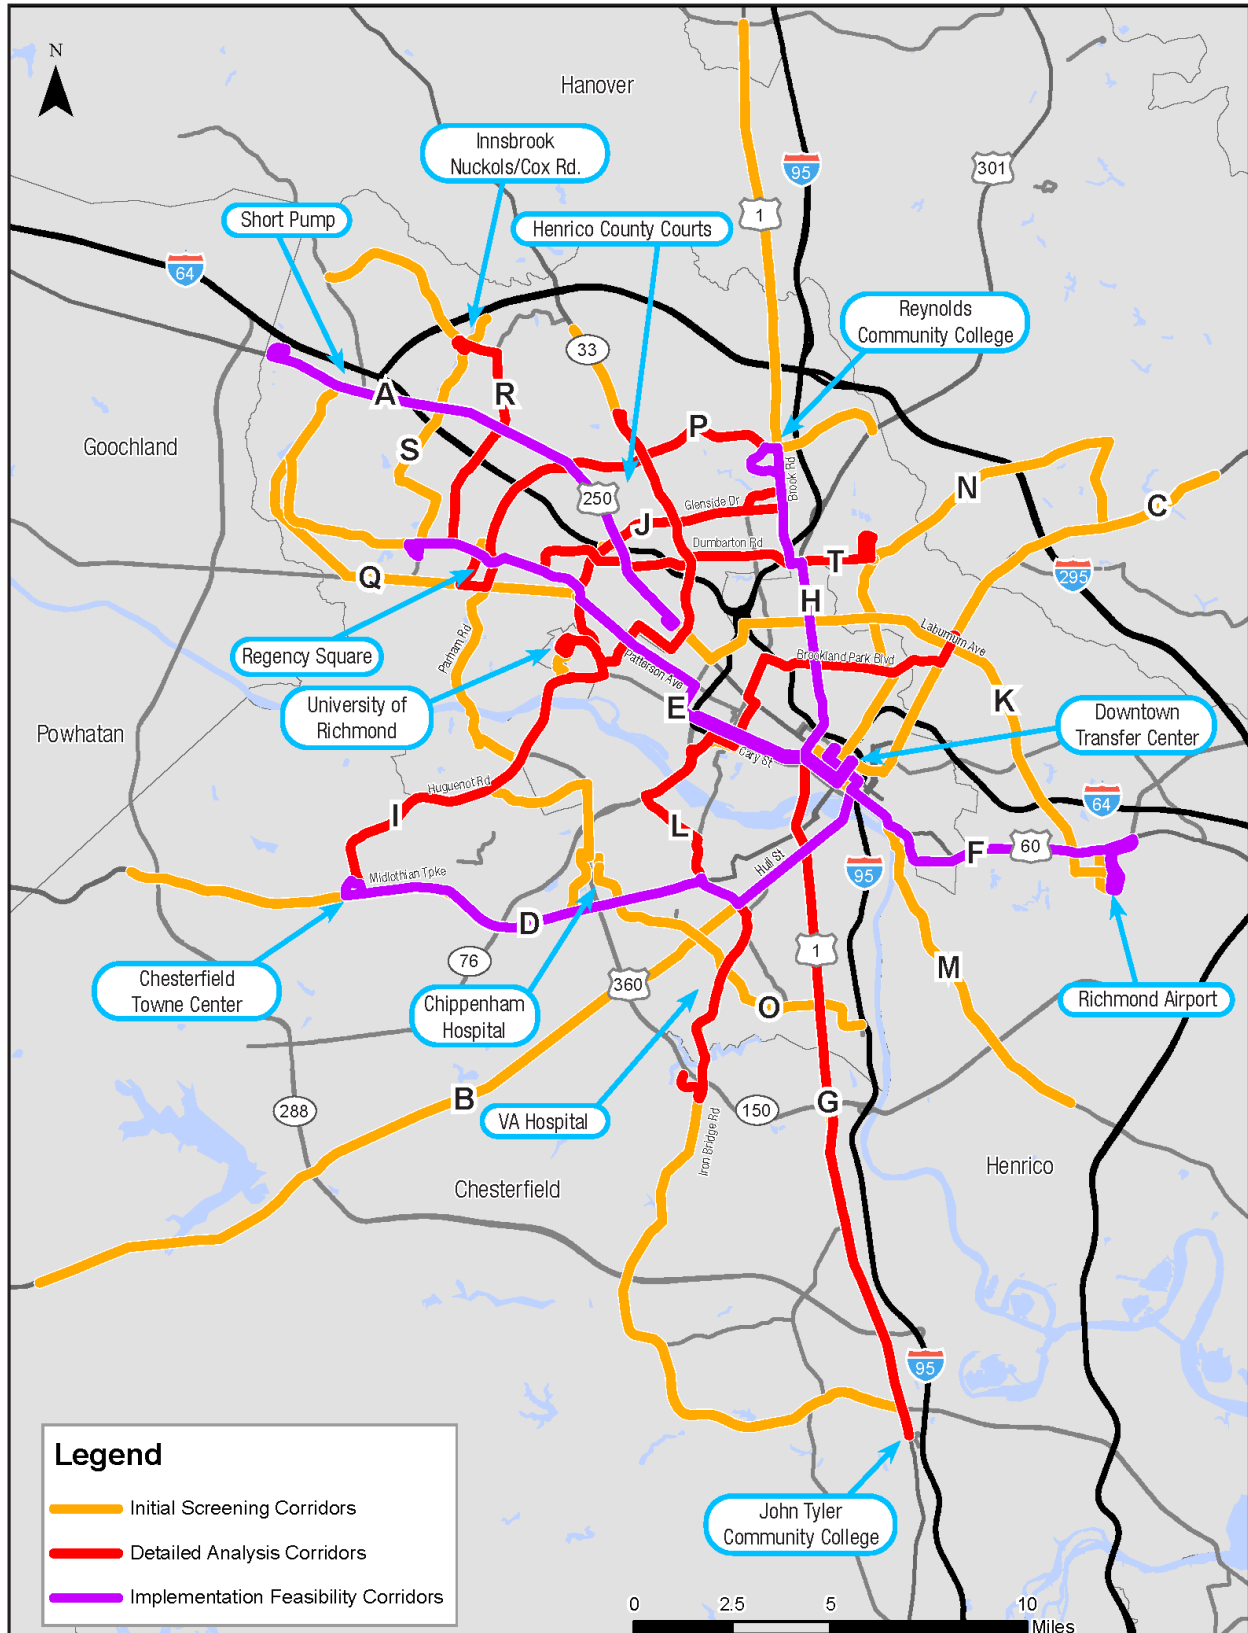 N
Hanover
Innsbrook
Nuckols/Cox Rd.
95
301
1
Short Pump
Henrico County Courts
64
Reynolds
Community College
33
A
R
P
Goochland
S
250
Brook Rd
N
C
Glenside Dr
J
Dumbarton Rd
T
Q
295
H
Regency Square
Parham Rd
Laburnum Ave
Patterson Ave
Brookland Park Blvd
University of
Richmond
E
K
Downtown
Transfer Center
Powhatan
Cary St
Huguenot Rd
64
I
L
60
F
Hull St
Midlothian Tpke
95
D
1
76
M
360
Chesterfield
Towne Center
Chippenham
Hospital
O
Richmond Airport
B
G
288
VA Hospital
150
Iron Bridge Rd
Henrico
Chesterfield
95
Legend
Initial Screening Corridors
Detailed Analysis Corridors
Implementation Feasibility Corridors
John Tyler
Community College
0 2.5 5 10
Miles